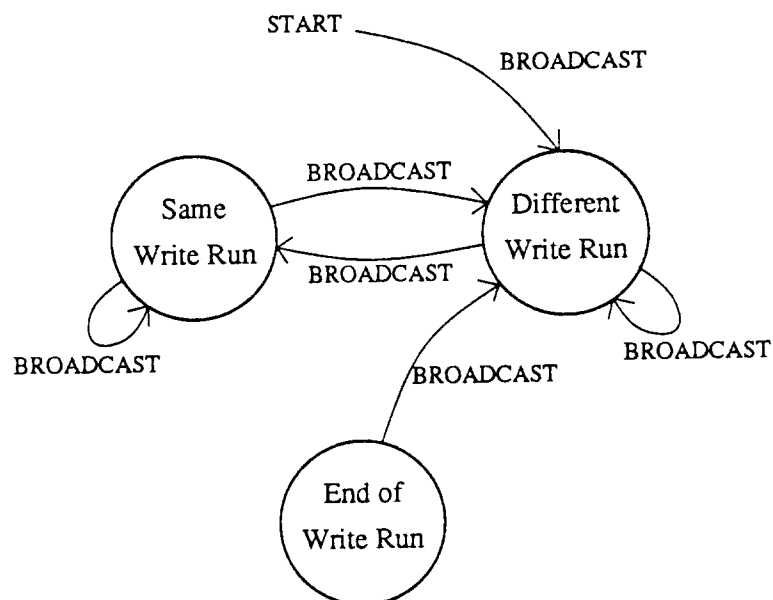 START
BROADCAST
BROADCAST
Same
Write Run
Different
Write Run
BROADCAST
BROADCAST
BROADCAST
BROADCAST
End of
Write Run